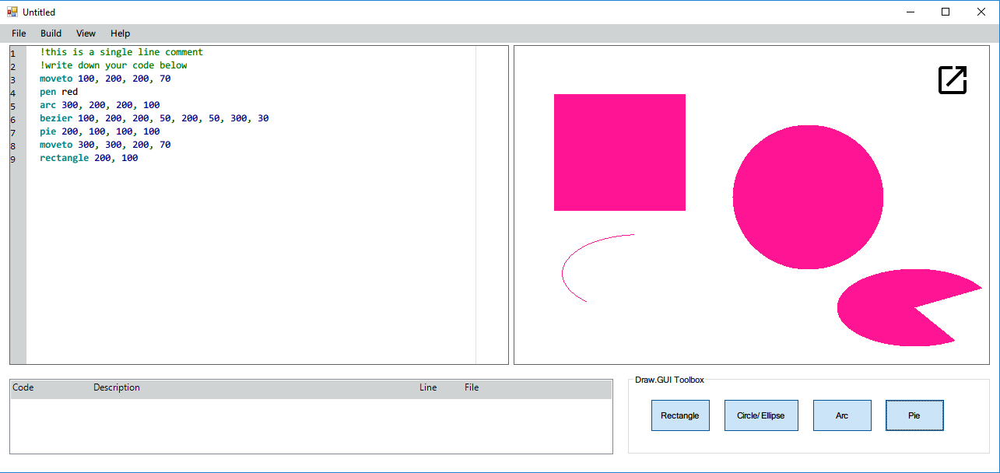 Untitled
File Build View Help
1 !this is a single line comment
2 !write down your code below
3 moveto 100, 200, 200, 70
4 pen red
5 arc 300, 200, 200, 100
6 bezier 100, 200, 200, 50, 200, 50, 300, 30
7 pie 200, 100, 100, 100
8 moveto 300, 300, 200, 70
9 rectangle 200, 100
Code Description Line File
Draw.GUI Toolbox
Rectangle Circle/ Ellipse Arc Pie